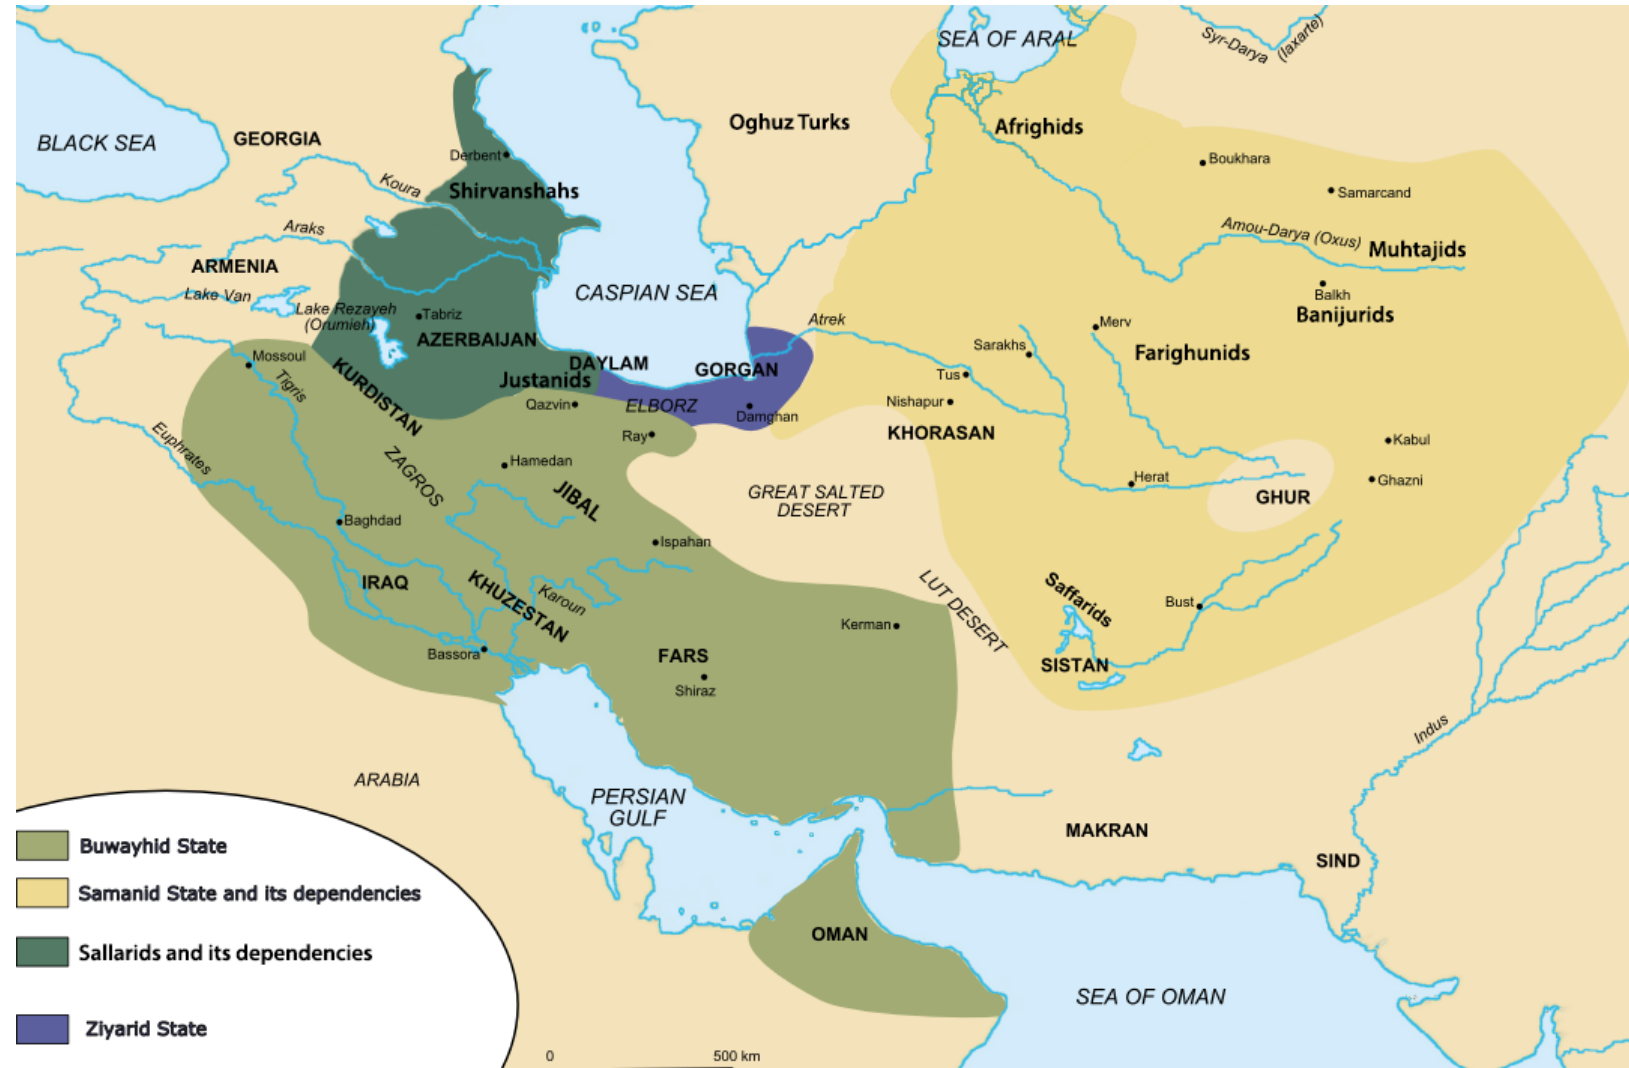 SEA OF ARAL
Syr-Darya (Iaxarte)
BLACK SEA
GEORGIA
Oghuz Turks
Afrighids
Derbent
Boukhara
Koura
Shirvanshahs
Samarcand
Araks
Amou-Darya (Oxus)
Muhtajids
ARMENIA
Lake Van
CASPIAN SEA
Balkh
Lake Rezayeh
(Orumieh)
Tabriz
Banijurids
AZERBAIJAN
Atrek
Merv
Sarakhs
Farighunids
Mossoul
Tigris
KURDISTAN
DAYLAM
Justanids
GORGAN
Tus
Qazvin
ELBORZ
Damghan
Nishapur
Ray
KHORASAN
Kabul
Euphrates
ZAGROS
Hamedan
JIBAL
GREAT SALTED
DESERT
Herat
GHUR
Ghazni
Baghdad
Ispahan
IRAQ
KHUZESTAN
Karoun
LUT DESERT
Saffarids
Bust
Kerman
Bassora
FARS
Shiraz
SISTAN
Indus
ARABIA
PERSIAN
GULF
MAKRAN
SIND
OMAN
SEA OF OMAN
Buwayhid State
Samanid State and its dependencies
Sallarids and its dependencies
Ziyarid State
0 500 km